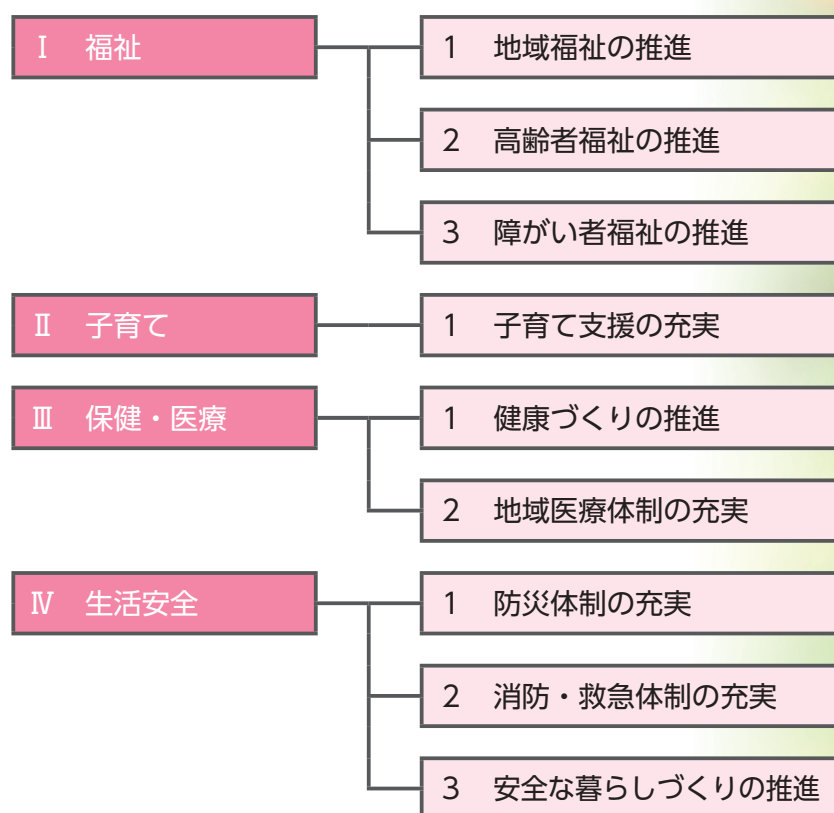 Ⅰ 福祉
1 地域福祉の推進
2 高齢者福祉の推進
3 障がい者福祉の推進
Ⅱ 子育て
1 子育て支援の充実
Ⅲ 保健・医療
1 健康づくりの推進
2 地域医療体制の充実
Ⅳ 生活安全
1 防災体制の充実
2 消防・救急体制の充実
3 安全な暮らしづくりの推進